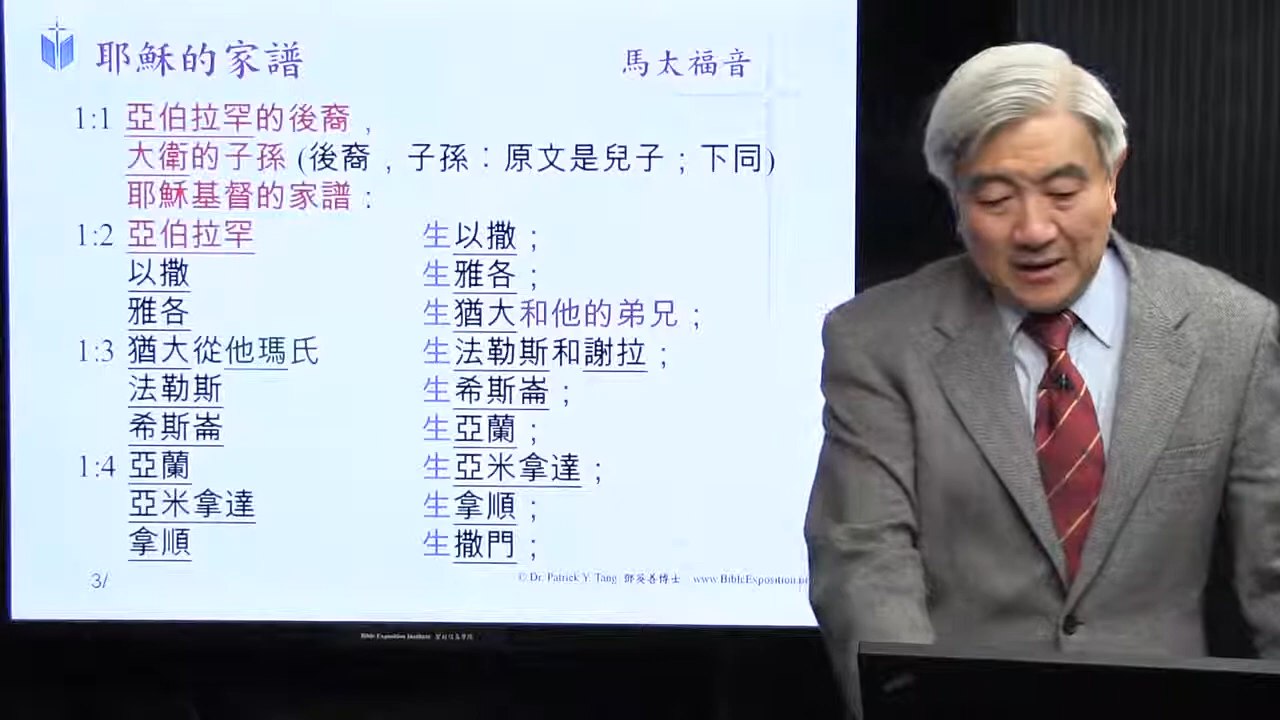 耶穌的家譜 馬太福音
1:1 亞伯拉罕的後裔，
大衛的子孫 (後裔，子孫：原文是兒子；下同)
耶穌基督的家譜：
1:2 亞伯拉罕 生以撒；
以撒 生雅各；
雅各 生猶大和他的弟兄；
1:3 猶大從他瑪氏 生法勒斯和謝拉；
法勒斯 生希斯崙；
希斯崙 生亞蘭；
1:4 亞蘭 生亞米拿達；
亞米拿達 生拿順；
拿順 生撒門；
3/ © Dr. Patrick Y. Tang 鄧英善博士 www.BibleExposition.
Bible Exposition Institute